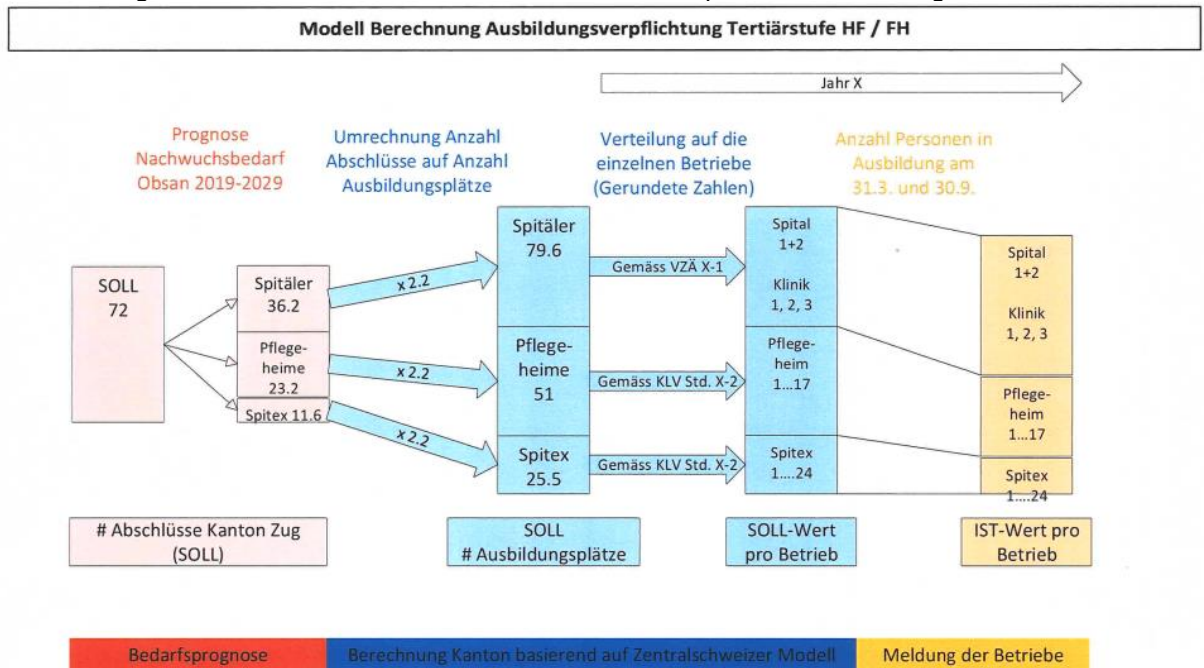 Modell Berechnung Ausbildungsverpflichtung Tertiärstufe HF / FH
Jahr X
Prognose
Nachwuchsbedarf
Obsan 2019-2029
Umrechnung Anzahl
Abschlüsse auf Anzahl
Ausbildungsplätze
Verteilung auf die
einzelnen Betriebe
(Gerundete Zahlen)
Anzahl Personen in
Ausbildung am
31.3. und 30.9.
SOLL
72
Spitäler
36.2
Pflege-
heime
23.2
Spitex 11.6
x 2.2
x 2.2
x 2.2
Spitäler
79.6
Pflege-
heime
51
Spitex
25.5
Gemäss VZÄ X-1
Gemäss KLV Std. X-2
Gemäss KLV Std. X-2
Spital
1+2
Klinik
1, 2, 3
Pflege-
heim
1...17
Spitex
1....24
Spital
1+2
Klinik
1, 2, 3
Pflege-
heim
1...17
Spitex
1....24
# Abschlüsse Kanton Zug
(SOLL)
SOLL
# Ausbildungsplätze
SOLL-Wert
pro Betrieb
IST-Wert pro
Betrieb
Bedarfsprognose
Berechnung Kanton basierend auf Zentralschweizer Modell
Meldung der Betriebe